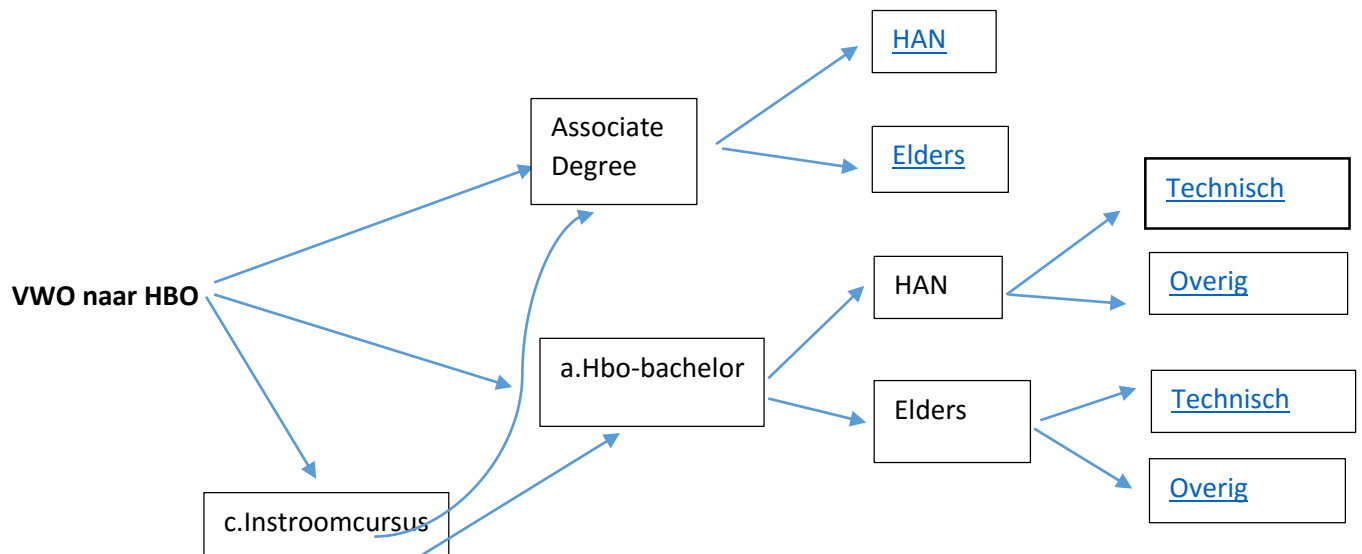 HAN
Associate
Degree
Elders
Technisch
VWO naar HBO
HAN
Overig
a.Hbo-bachelor
Elders
Technisch
Overig
c.Instroomcursus